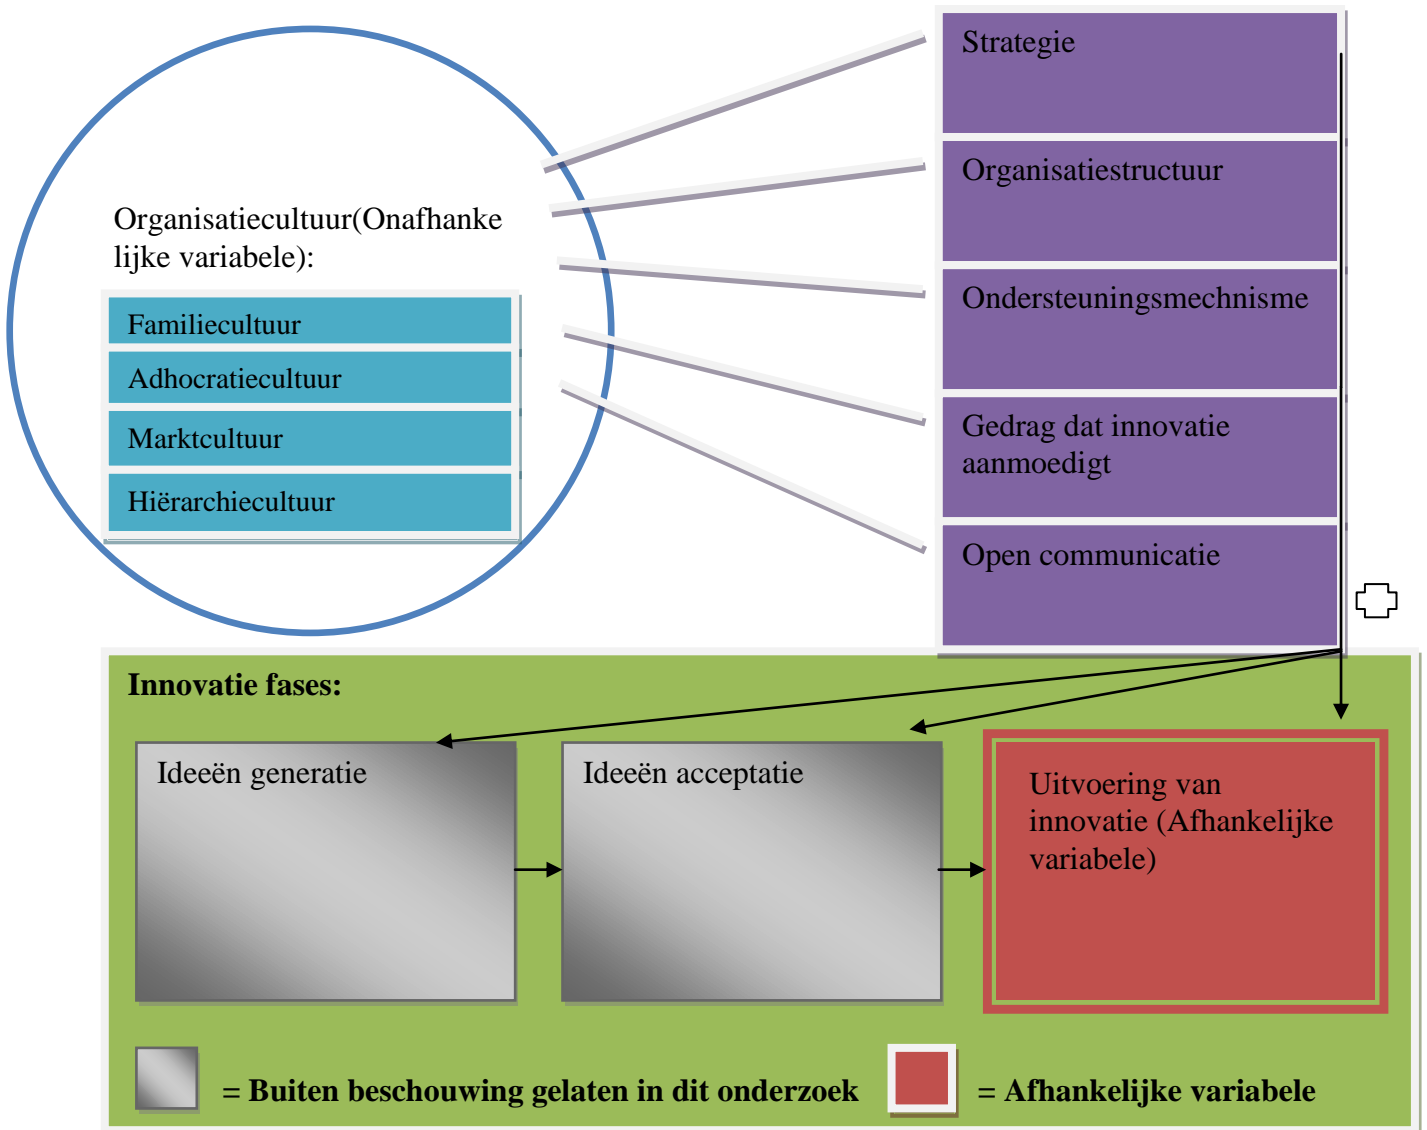 Organisatiecultuur(Onafhanke
lijke variabele):
Familiecultuur
Adhocratiecultuur
Marktcultuur
Hiërarchiecultuur
Strategie
Organisatiestructuur
Ondersteuningsmechnisme
Gedrag dat innovatie
aanmoedigt
Open communicatie
Innovatie fases:
Ideeën generatie
Ideeën acceptatie
Uitvoering van
innovatie (Afhankelijke
variabele)
= Buiten beschouwing gelaten in dit onderzoek
= Afhankelijke variabele